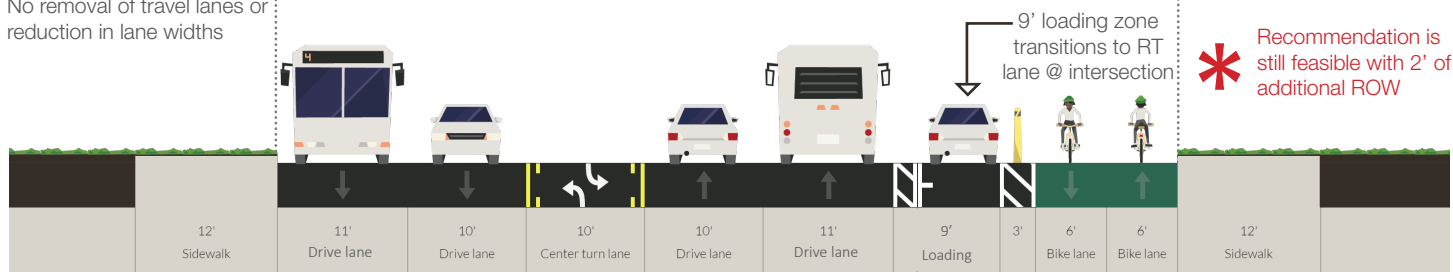 No removal of travel lanes or
reduction in lane widths
9’ loading zone
transitions to RT
lane @ intersection
*
Recommendation is
still feasible with 2’ of
additional ROW
4
12'
Sidewalk
11'
Drive lane
10'
Drive lane
10'
Center turn lane
10'
Drive lane
11'
Drive lane
9’
Loading
3'
6'
Bike lane
6'
Bike lane
12'
Sidewalk